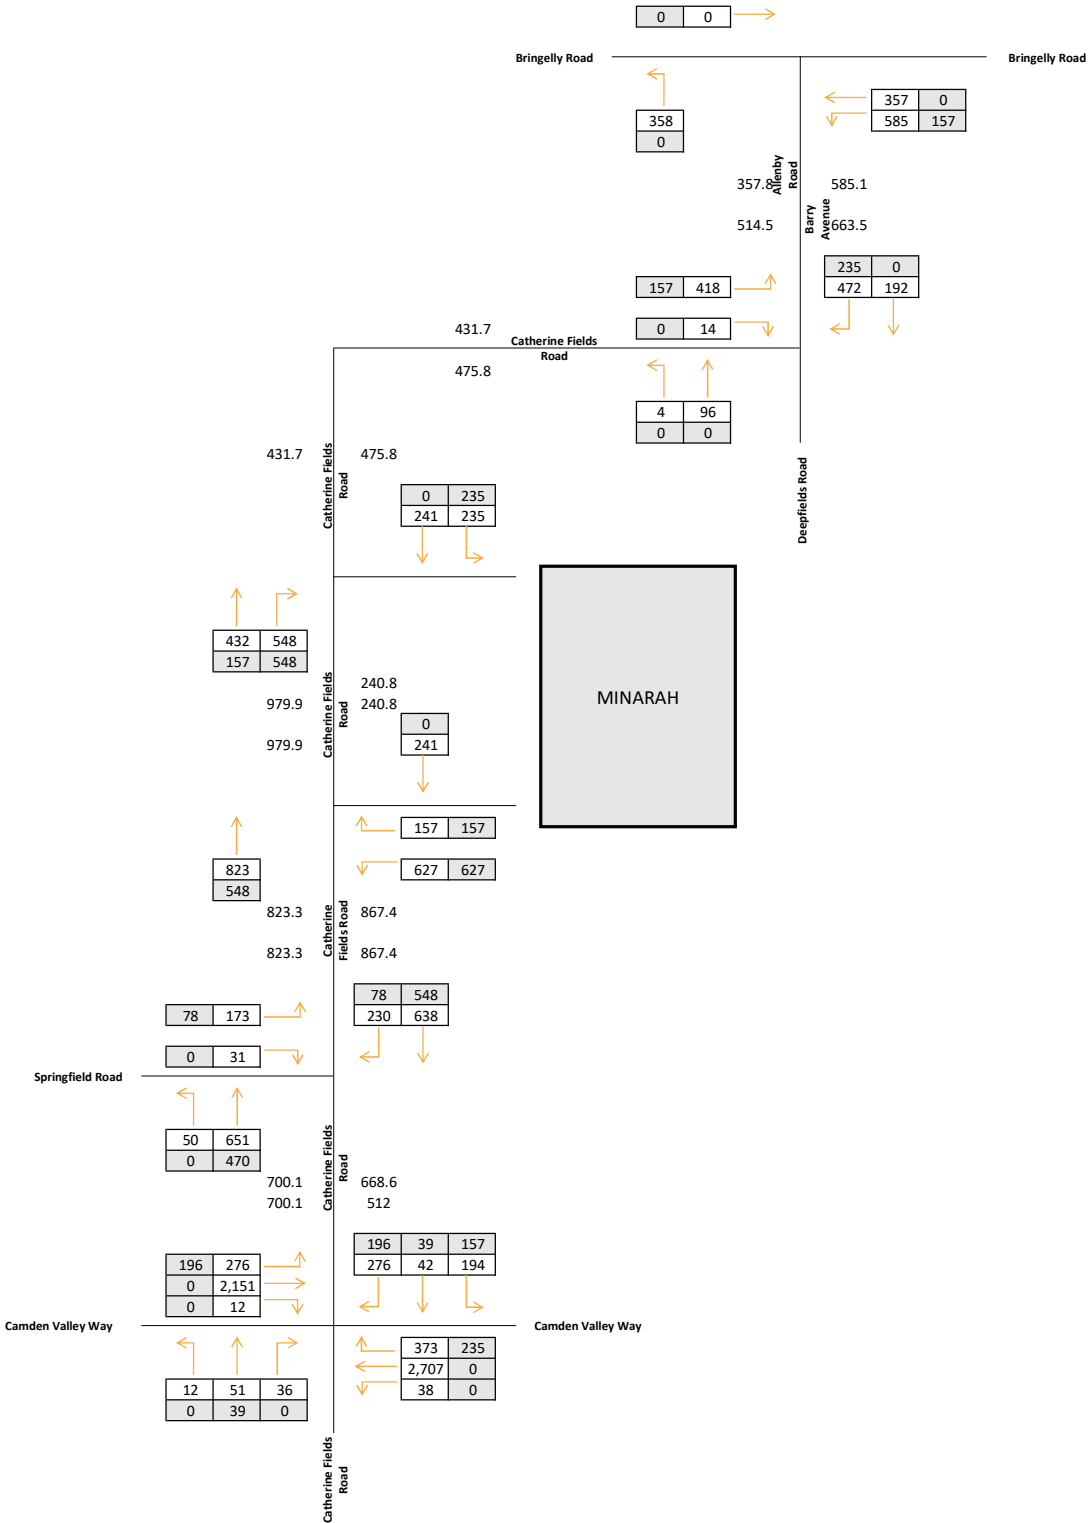 0 0
Bringelly Road Bringelly Road
357 0
358 585 157
0
Allenby
Road
357.8 585.1
Barry
Avenue
514.5 663.5
235 0
157 418 472 192
0 14
431.7
Catherine Fields
Road
475.8
4 96
0 0
Deepfields Road
431.7 475.8
Catherine Fields
Road
0 235
241 235
432 548
157 548
MINARAH
240.8
979.9 240.8
Catherine Fields
Road
0
979.9 241
157 157
823 627 627
548
823.3 867.4
Catherine
Fields Road
823.3 867.4
78 548
78 173 230 638
0 31
Springfield Road
50 651
0 470
Catherine Fields
Road
700.1 668.6
700.1 512
196 39 157
196 276 276 42 194
0 2,151
0 12
Camden Valley Way Camden Valley Way
373 235
2,707 0
12 51 36 38 0
0 39 0
Catherine Fields
Road